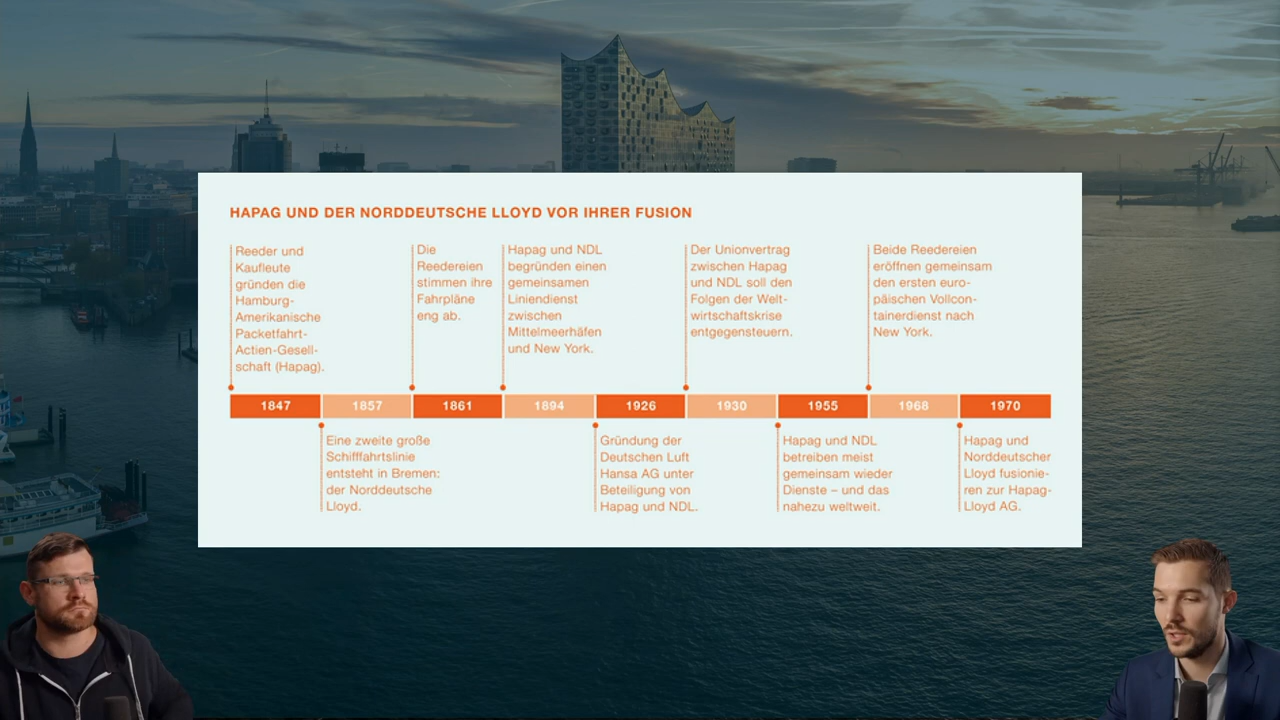 HAPAG UND DER NORDDEUTSCHE LLOYD VOR IHRER FUSION
Reeder und
Kaufleute
gründen die
Hamburg-
Amerikanische
Packetfahrt-
Actien-Gesell-
schaft (Hapag).
Die
Reedereien
stimmen ihre
Fahrpläne
eng ab.
Hapag und NDL
begründen einen
gemeinsamen
Liniendienst
zwischen
Mittelmeerhäfen
und New York.
Der Unionvertrag
zwischen Hapag
und NDL soll den
Folgen der Welt-
wirtschaftskrise
entgegensteuern.
Beide Reedereien
eröffnen gemeinsam
den ersten euro-
päischen Vollcon-
tainerdienst nach
New York.
1847 1857 1861 1894 1926 1930 1955 1968 1970
Eine zweite große
Schifffahrtslinie
entsteht in Bremen:
der Norddeutsche
Lloyd.
Gründung der
Deutschen Luft
Hansa AG unter
Beteiligung von
Hapag und NDL.
Hapag und NDL
betreiben meist
gemeinsam wieder
Dienste – und das
nahezu weltweit.
Hapag und
Norddeutscher
Lloyd fusionie-
ren zur Hapag-
Lloyd AG.